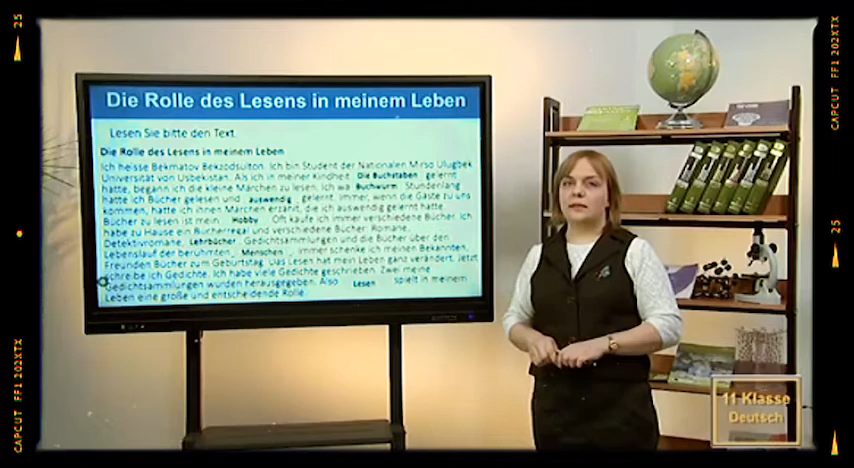 25
CAPCUT FF1 202XTX
Die Rolle des Lesens in meinem Leben
Lesen Sie bitte den Text.
Die Rolle des Lesens in meinem Leben
Ich heisse Bekmatov Bekzodsulton. Ich bin Student der Nationalen Mirso Ulugbek
Universität von Usbekistan. Als ich in meiner Kindheit Die Buchstaben gelernt
hatte, begann ich die kleine Märchen zu lesen. Ich wa Buchwurm Stundenlang
hatte ich Bücher gelesen und auswendig gelernt. Immer, wenn die Gäste zu uns
kommen, hatte ich ihnen Märchen erzählt, die ich auswendig gelernt hatte.
Bücher zu lesen ist mein Hobby Oft kaufe ich immer verschiedene Bücher. Ich
habe zu Hause ein Bücherregal und verschiedene Bücher: Romane,
Detektivromane, Lehrbücher Gedichtsammlungen und die Bücher über den
Lebenslauf der berühmten Menschen immer schenke ich meinen Bekannten,
Freunden Bücher zum Geburtstag. Das Lesen hat mein Leben ganz verändert. Jetzt
schreibe ich Gedichte. Ich habe viele Gedichte geschrieben. Zwei meine
Gedichtsammlungen wurden herausgegeben. Also Lesen spielt in meinem
Leben eine große und entscheidende Rolle.
11 Klasse
Deutsch
CAPCUT FF1 202XTX
25